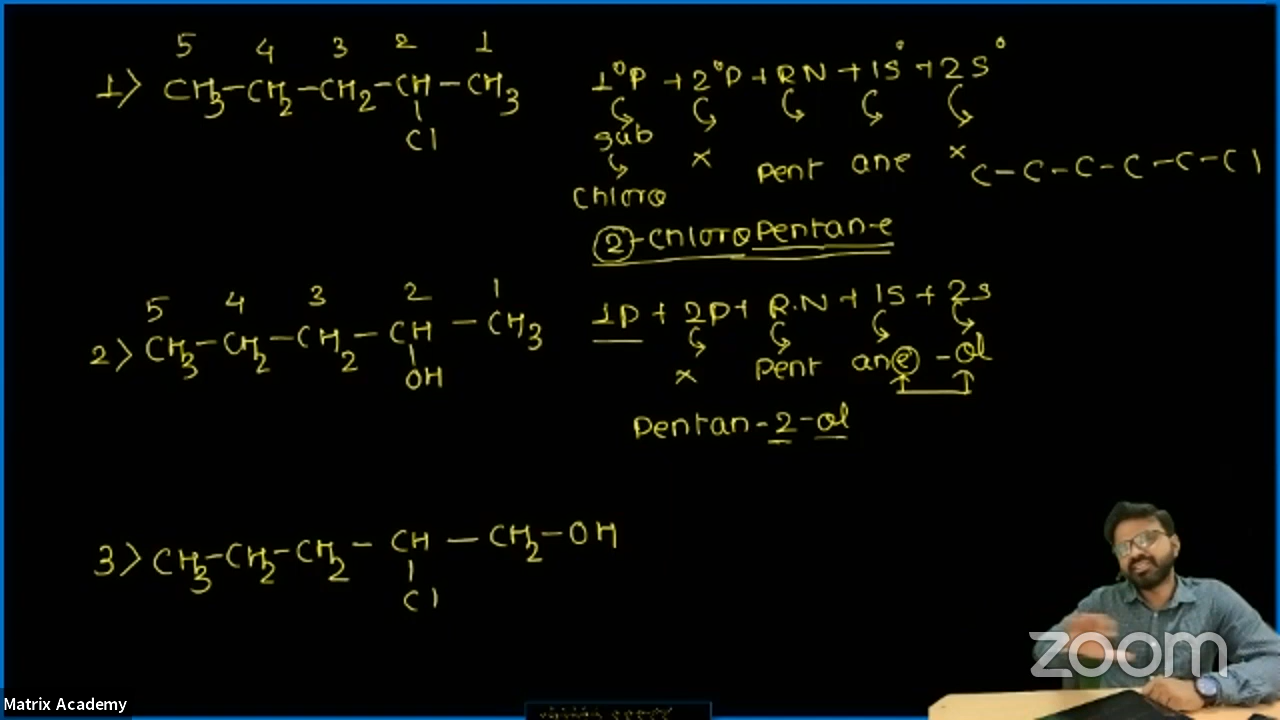 5 4 3 2 1
1) CH3-CH2-CH2-CH-CH3
Cl
1°P + 2°P + RN + 1S° + 2S°
sub x Pent ane x
C-C-C-C-C-Cl
Chloro
2-chloroPentan-e
5 4 3 2 1
2) CH3-CH2-CH2-CH-CH3
OH
1P + 2P + R.N + 1S + 2S
x Pent ane -ol
Pentan-2-ol
3) CH3-CH2-CH2-CH-CH2-OH
Cl
zoom
Matrix Academy